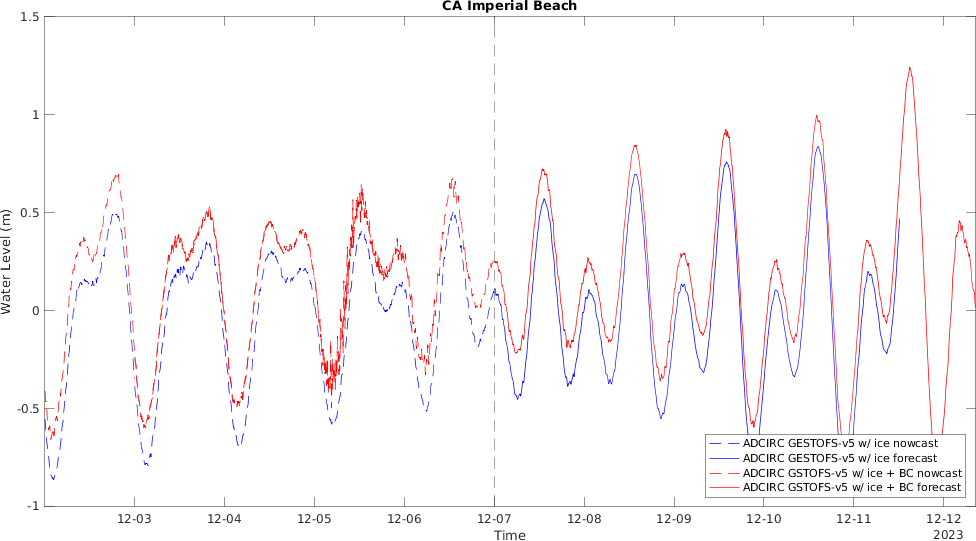 CA Imperial Beach
1.5
1
0.5
0
-0.5
-1
Water Level (m)
12-03 12-04 12-05 12-06 12-07 12-08 12-09 12-10 12-11 12-12
2023
Time
ADCIRC GESTOFS-v5 w/ ice nowcast
ADCIRC GESTOFS-v5 w/ ice forecast
ADCIRC GSTOFS-v5 w/ ice + BC nowcast
ADCIRC GSTOFS-v5 w/ ice + BC forecast